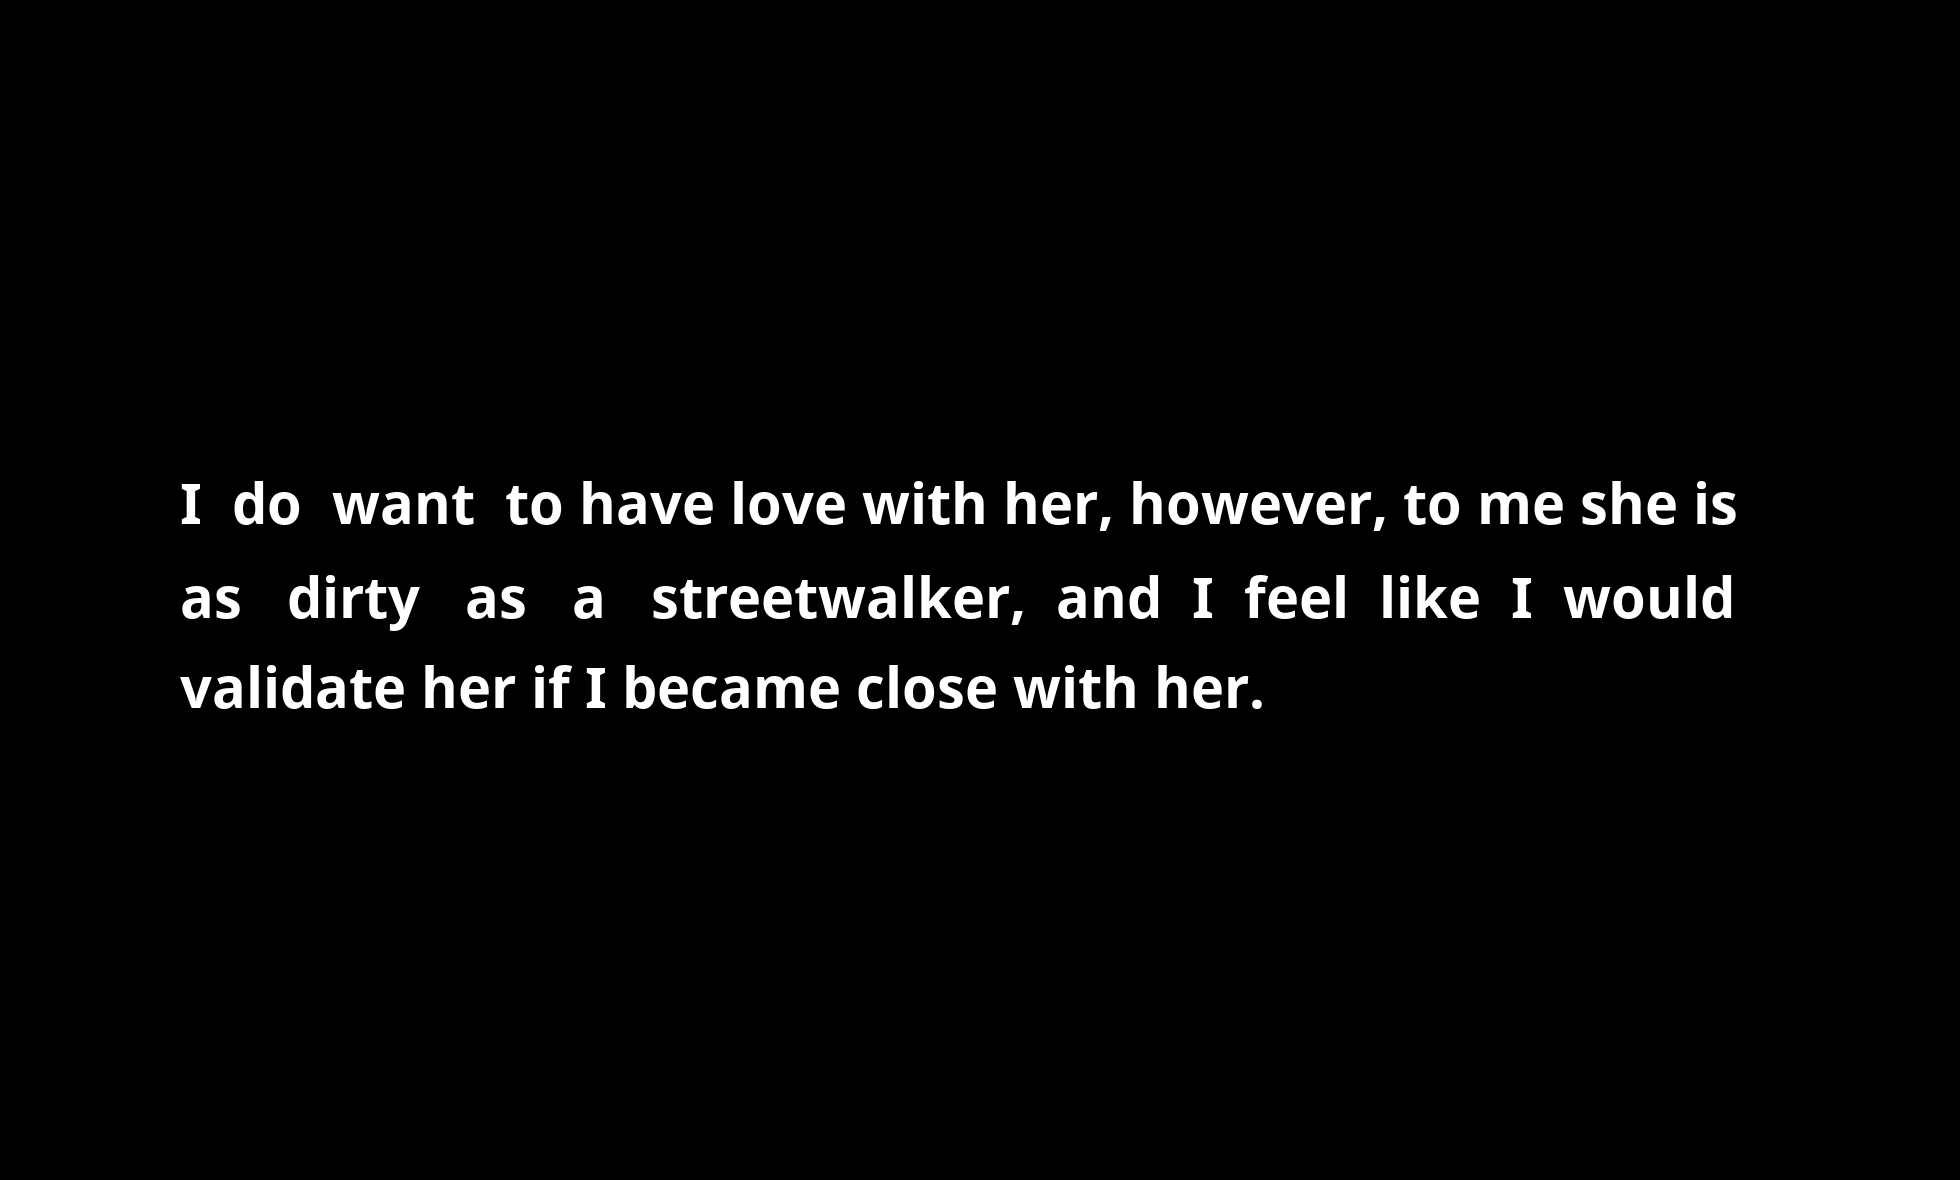 I do want to have love with her, however, to me she is
as dirty as a streetwalker, and I feel like I would
validate her if I became close with her.